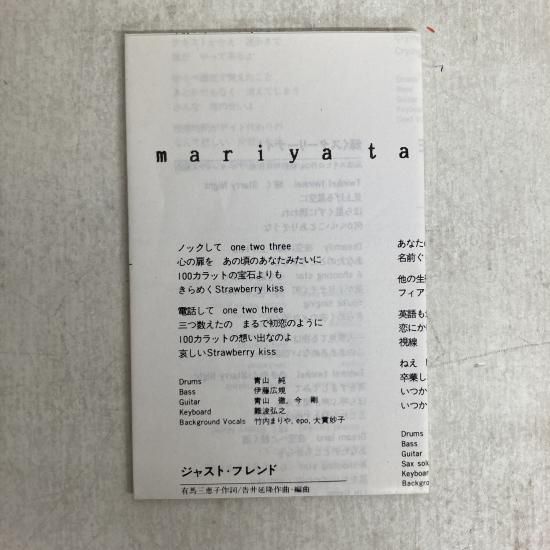 mariyata
ノックして one two three
心の扉を あの頃のあなたみたいに
100カラットの宝石よりも
きらめくStrawberry kiss
電話して one two three
三つ数えたの まるで初恋のように
100カラットの想い出なのよ
哀しいStrawberry kiss
Drums 青山 純
Bass 伊藤広規
Guitar 青山 徹, 今 剛
Keyboard 難波弘之
Background Vocals 竹内まりや, epo, 大貫妙子
ジャスト・フレンド
有馬三恵子作詞/告井延隆作曲・編曲
あなたの
名前ぐ
他の生
フィア
英語も
恋にか
視線
ねえ
卒業し
いつか
いつか
Drums
Bass
Guitar
Sax solo
Keyboard
Background